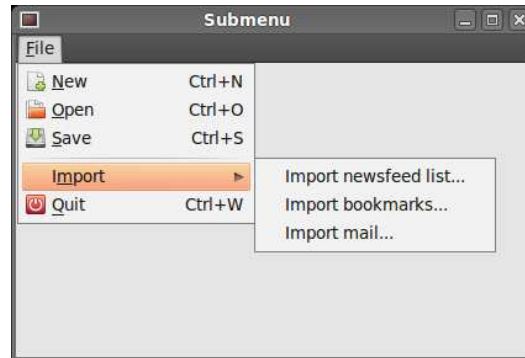 Submenu
File
New Ctrl+N
Open Ctrl+O
Save Ctrl+S
Import
Import newsfeed list...
Quit Ctrl+W
Import bookmarks...
Import mail...